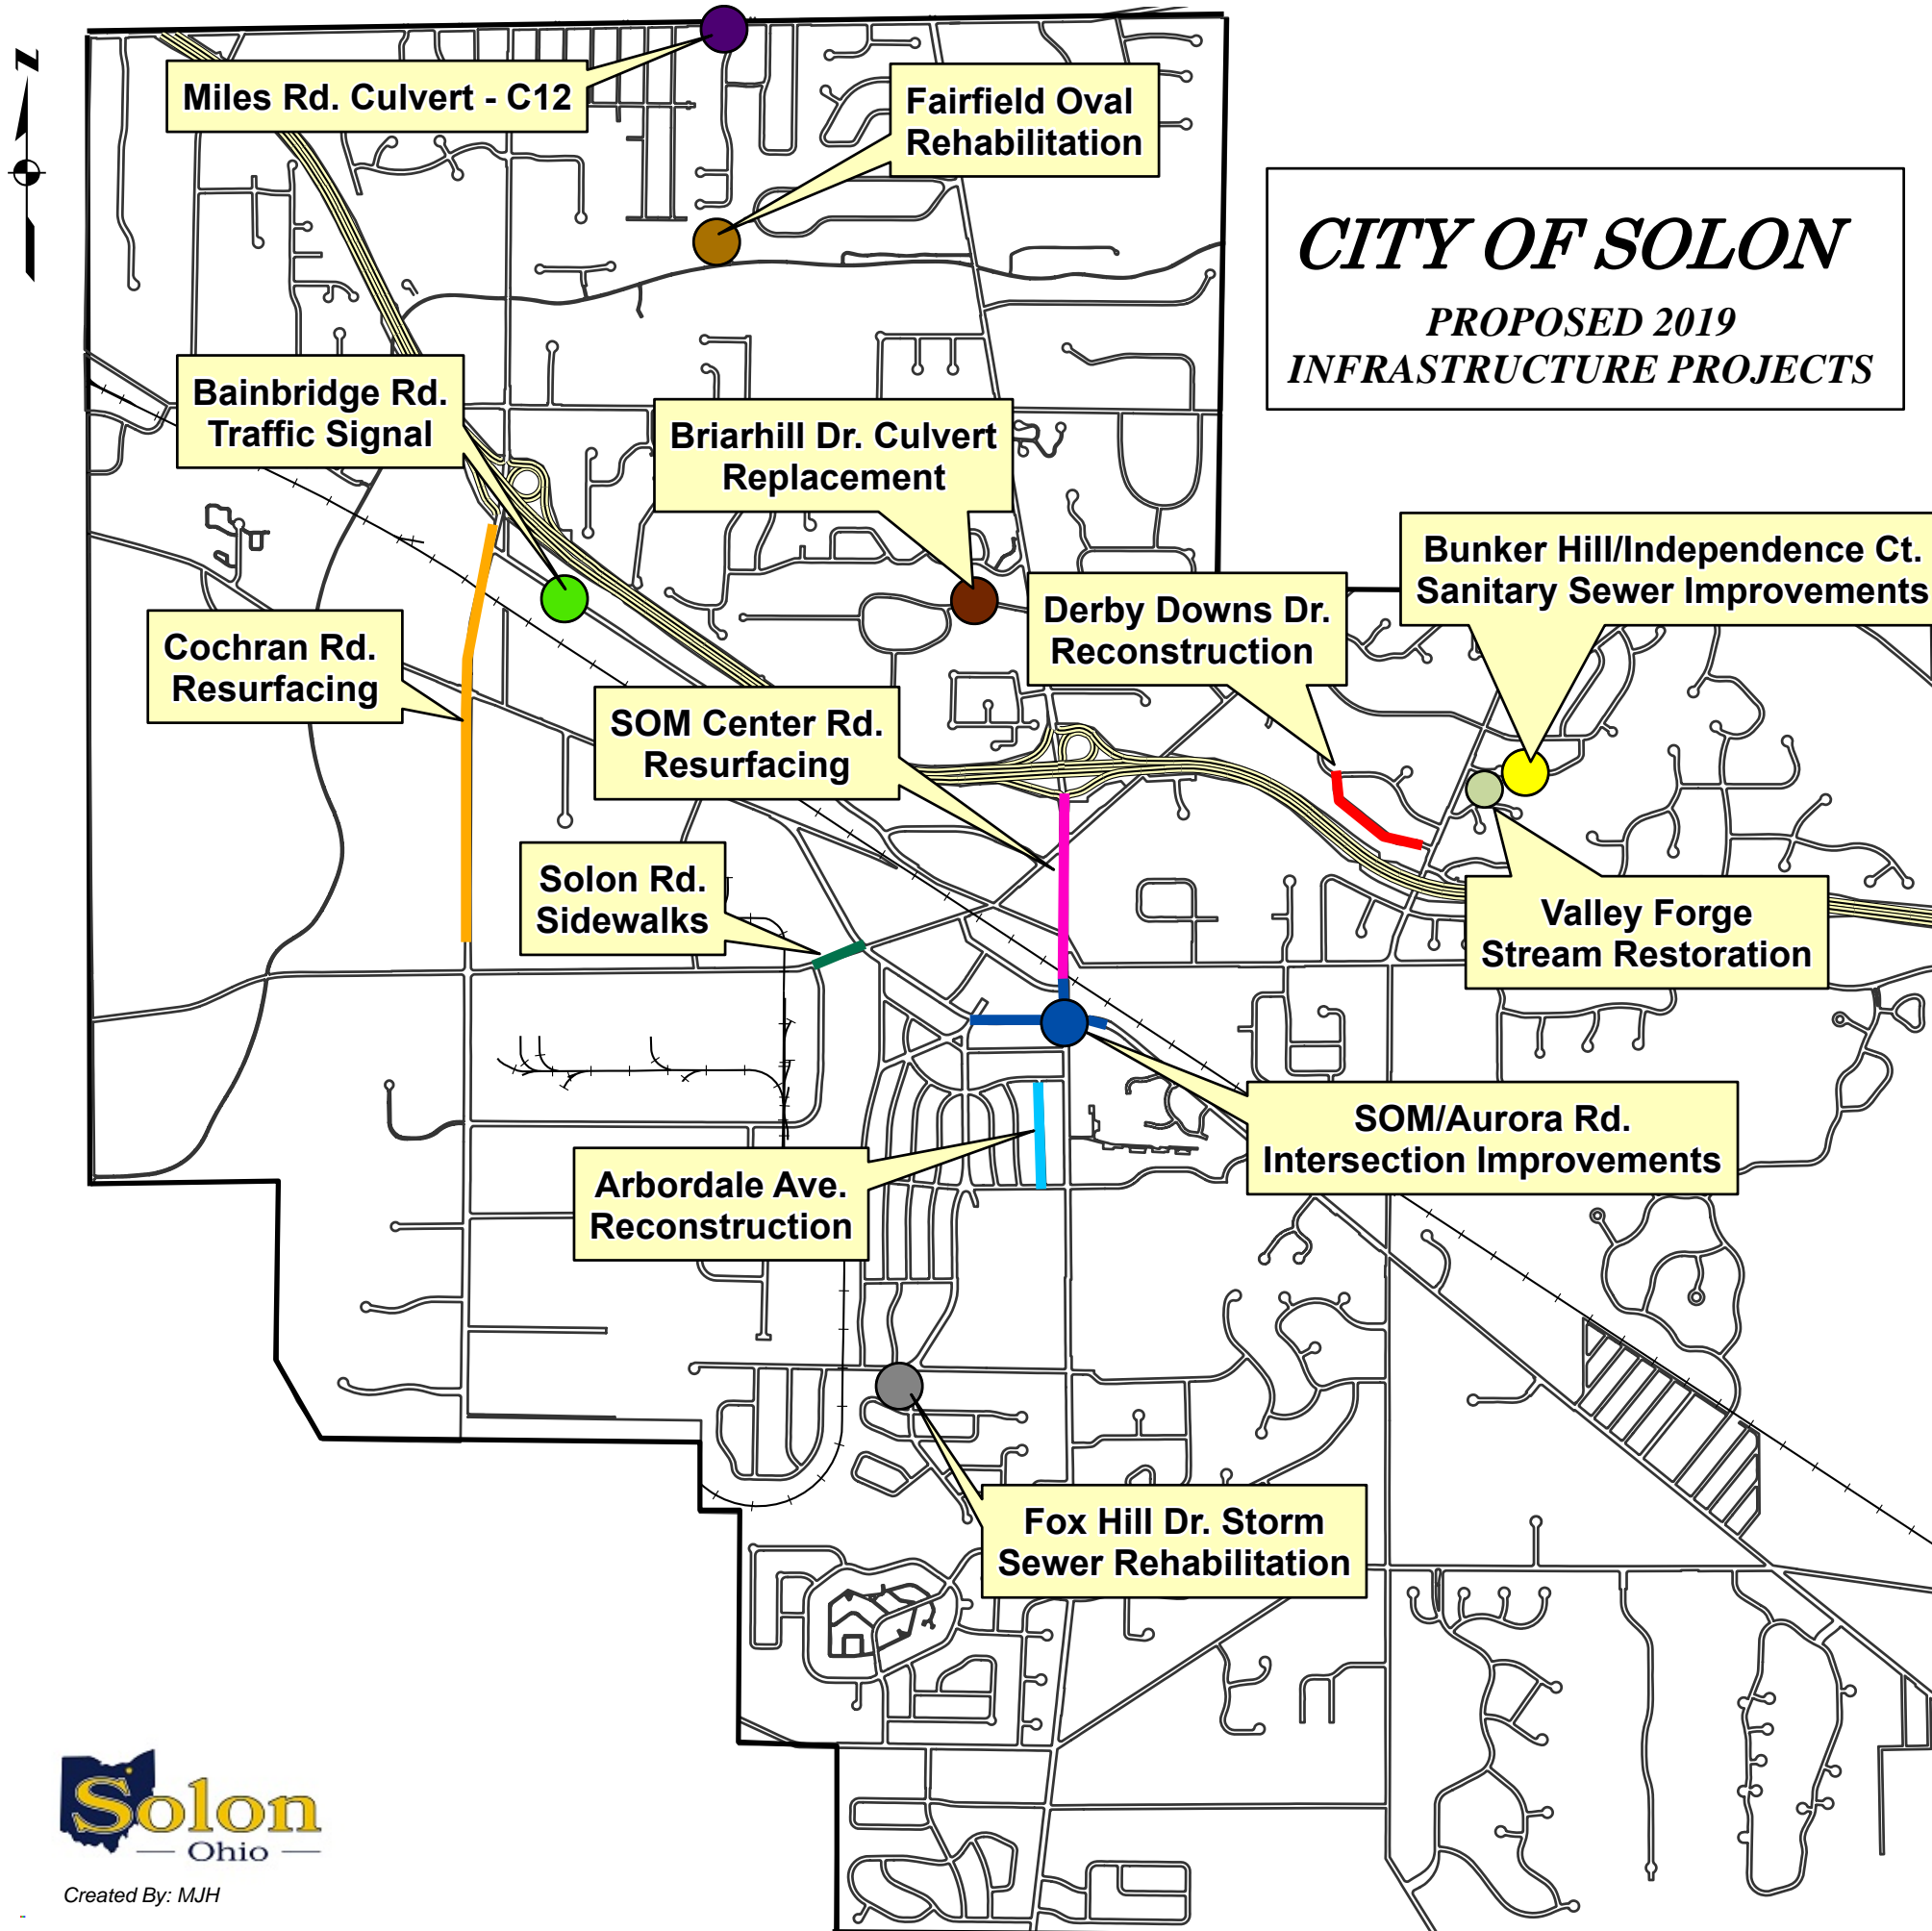 N
Miles Rd. Culvert - C12
Fairfield Oval
Rehabilitation
CITY OF SOLON
PROPOSED 2019
INFRASTRUCTURE PROJECTS
Bainbridge Rd.
Traffic Signal
Briarhill Dr. Culvert
Replacement
Bunker Hill/Independence Ct.
Sanitary Sewer Improvements
Derby Downs Dr.
Reconstruction
Cochran Rd.
Resurfacing
SOM Center Rd.
Resurfacing
Solon Rd.
Sidewalks
Valley Forge
Stream Restoration
SOM/Aurora Rd.
Intersection Improvements
Arbordale Ave.
Reconstruction
Fox Hill Dr. Storm
Sewer Rehabilitation
Solon
Ohio
Created By: MJH